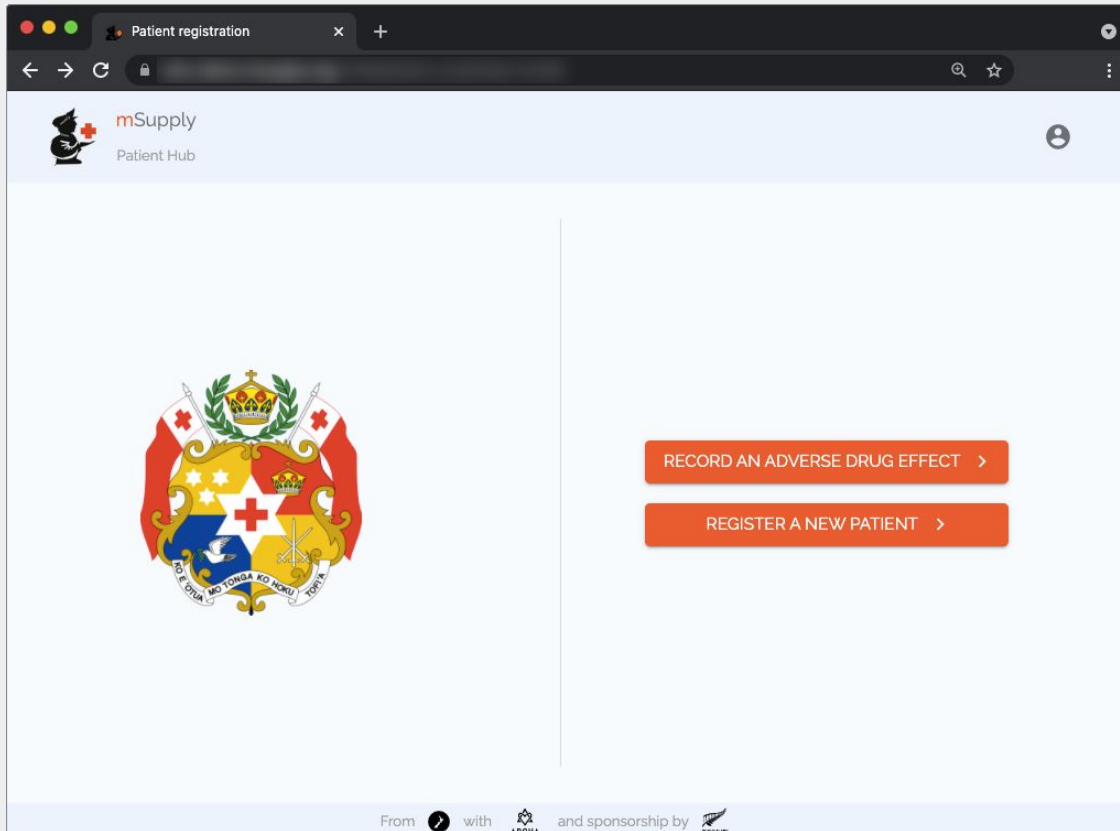 Patient registration
mSupply
Patient Hub
RECORD AN ADVERSE DRUG EFFECT
REGISTER A NEW PATIENT
KO E 'OTUA MO TONGA KO HOKU TOFI'A
From with AROHA and sponsorship by